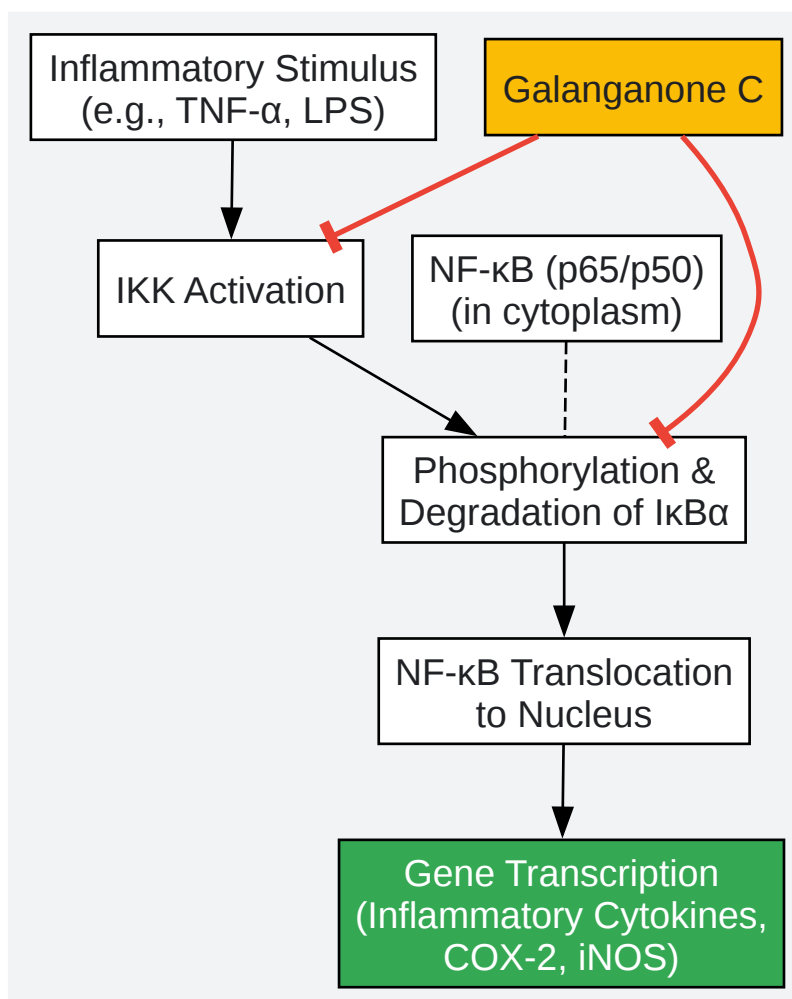 Inflammatory Stimulus
(e.g., TNF-α, LPS)
Galanganone C
IKK Activation
NF-κB (p65/p50)
(in cytoplasm)
Phosphorylation &
Degradation of IκBα
NF-κB Translocation
to Nucleus
Gene Transcription
(Inflammatory Cytokines,
COX-2, iNOS)